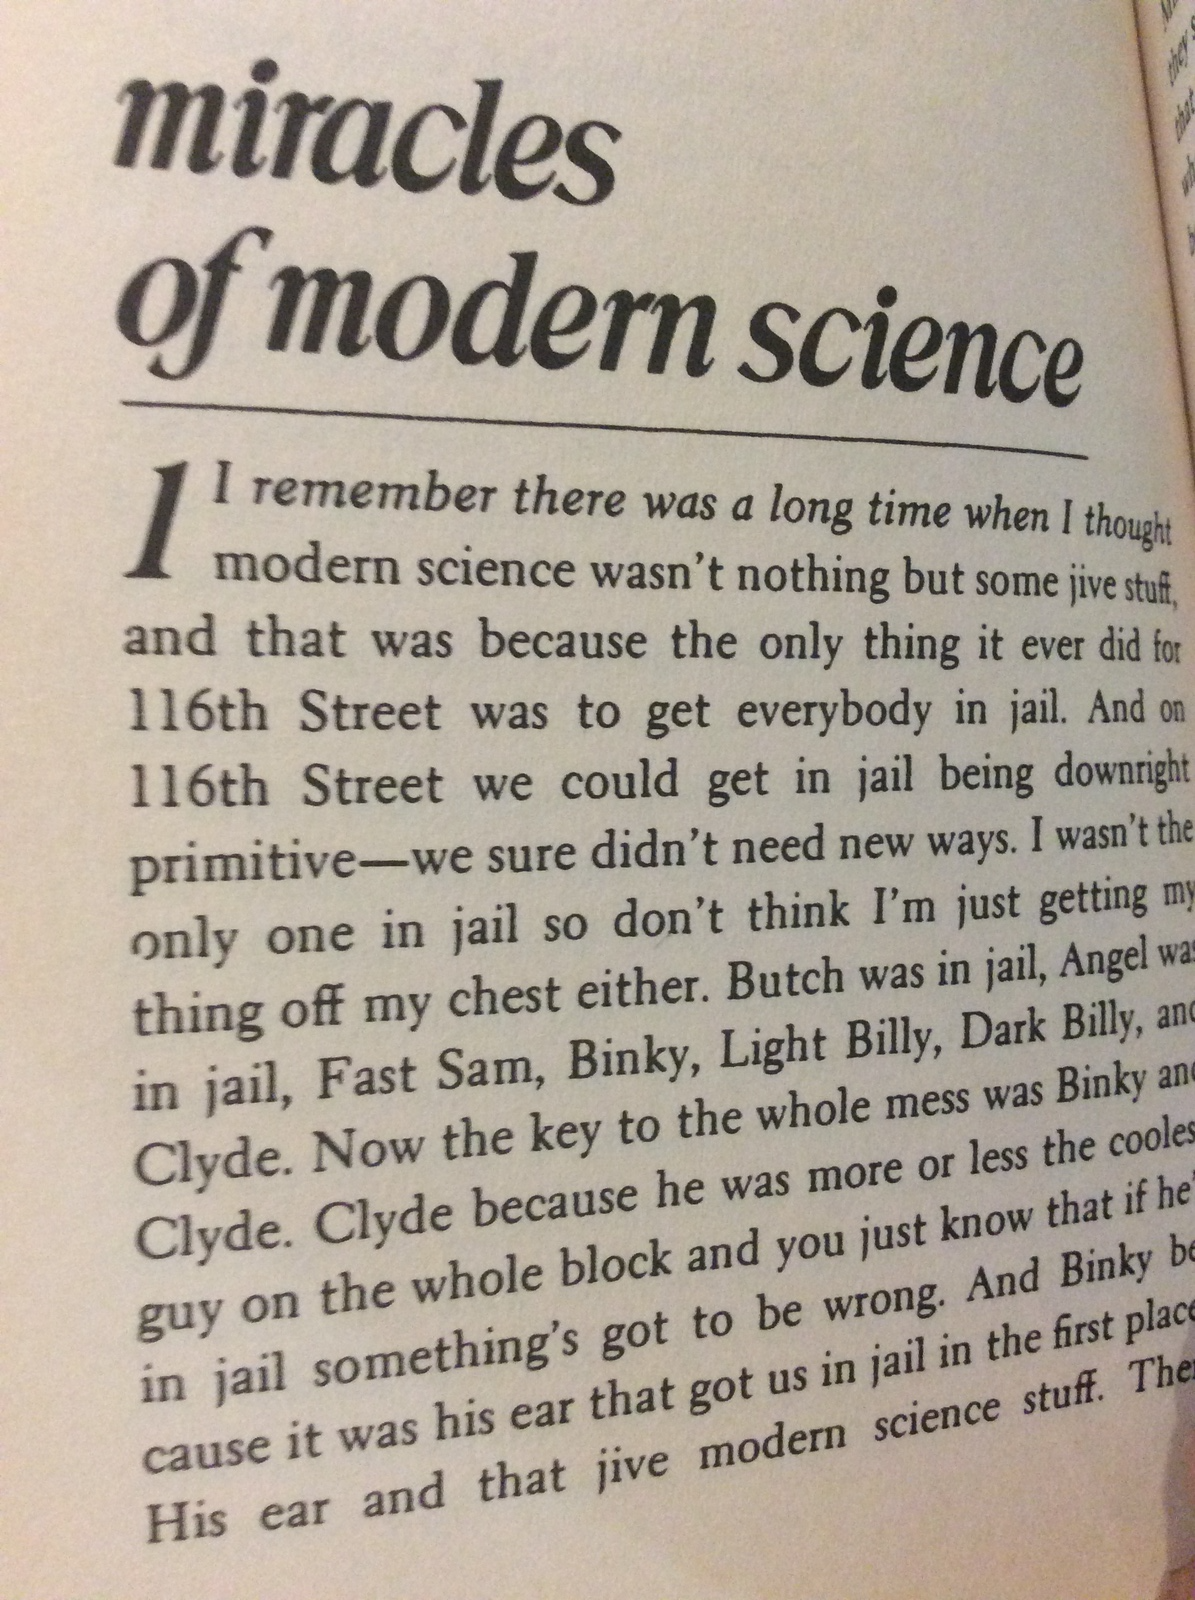 miracles
of modern science
I I remember there was a long time when I thought
modern science wasn't nothing but some jive stuff,
and that was because the only thing it ever did for
116th Street was to get everybody in jail. And on
116th Street we could get in jail being downright
primitive—we sure didn't need new ways. I wasn't the
only one in jail so don't think I'm just getting my
thing off my chest either. Butch was in jail, Angel was
in jail, Fast Sam, Binky, Light Billy, Dark Billy, and
Clyde. Now the key to the whole mess was Binky and
Clyde. Clyde because he was more or less the cooles
guy on the whole block and you just know that if he'
in jail something's got to be wrong. And Binky be
cause it was his ear that got us in jail in the first place
His ear and that jive modern science stuff. The
they s
that